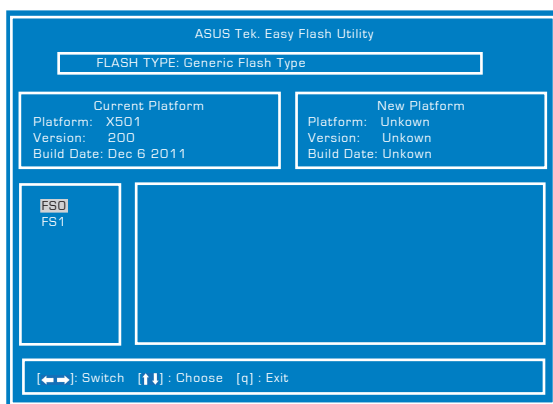 ASUS Tek. Easy Flash Utility
FLASH TYPE: Generic Flash Type
Current Platform
Platform: X501
Version: 200
Build Date: Dec 6 2011
New Platform
Platform: Unkown
Version: Unkown
Build Date: Unkown
FS0
FS1
[←→]: Switch [↑↓] : Choose [q] : Exit